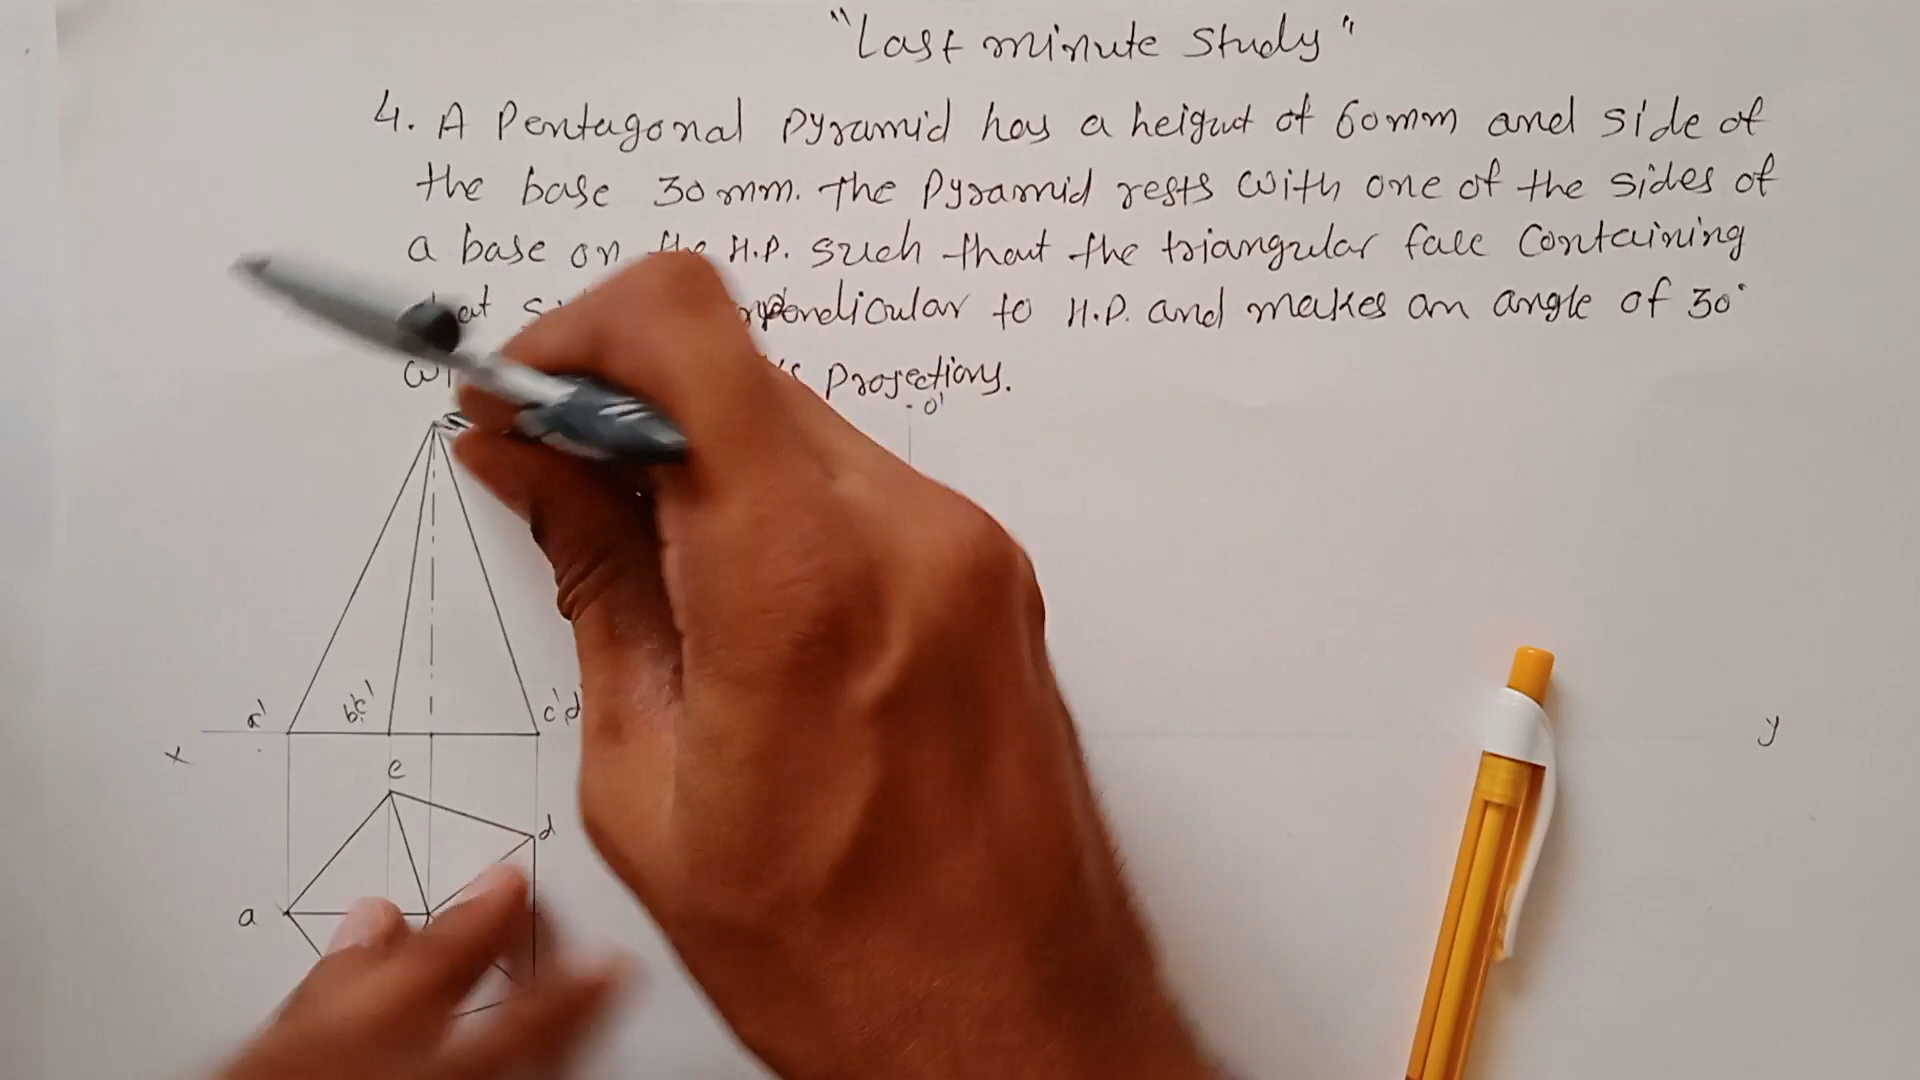 "Last minute study"
4. A Pentagonal pyramid has a height of 60mm and side of
the base 30mm. The pyramid rests with one of the sides of
a base on the H.P. such that the triangular face containing
to H.P. and makes an angle of 30°
projections.
o'
a'
c'd'
x
y
e
d
a